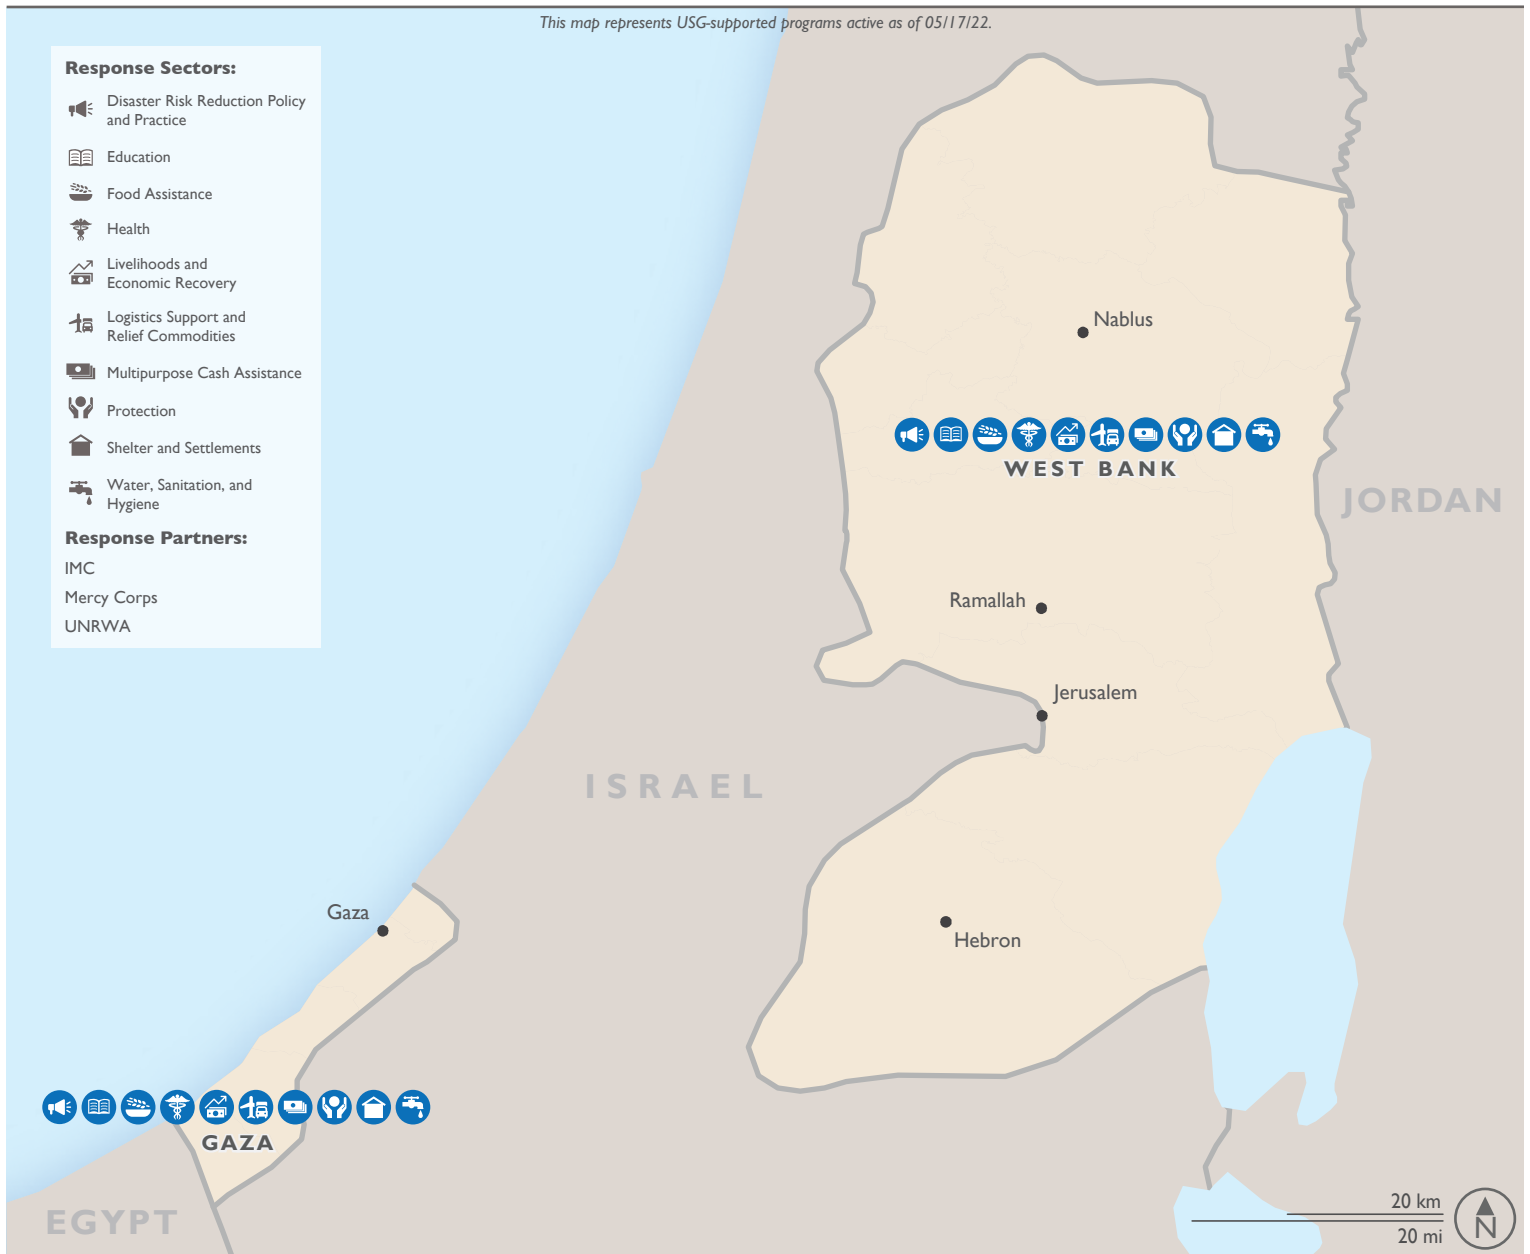 This map represents USG-supported programs active as of 05/17/22.
Response Sectors:
Disaster Risk Reduction Policy
and Practice
Education
Food Assistance
Health
Livelihoods and
Economic Recovery
Logistics Support and
Relief Commodities
Multipurpose Cash Assistance
Protection
Shelter and Settlements
Water, Sanitation, and
Hygiene
Response Partners:
IMC
Mercy Corps
UNRWA
Nablus
WEST BANK
JORDAN
Ramallah
Jerusalem
ISRAEL
Gaza
Hebron
GAZA
EGYPT
20 km
20 mi
N